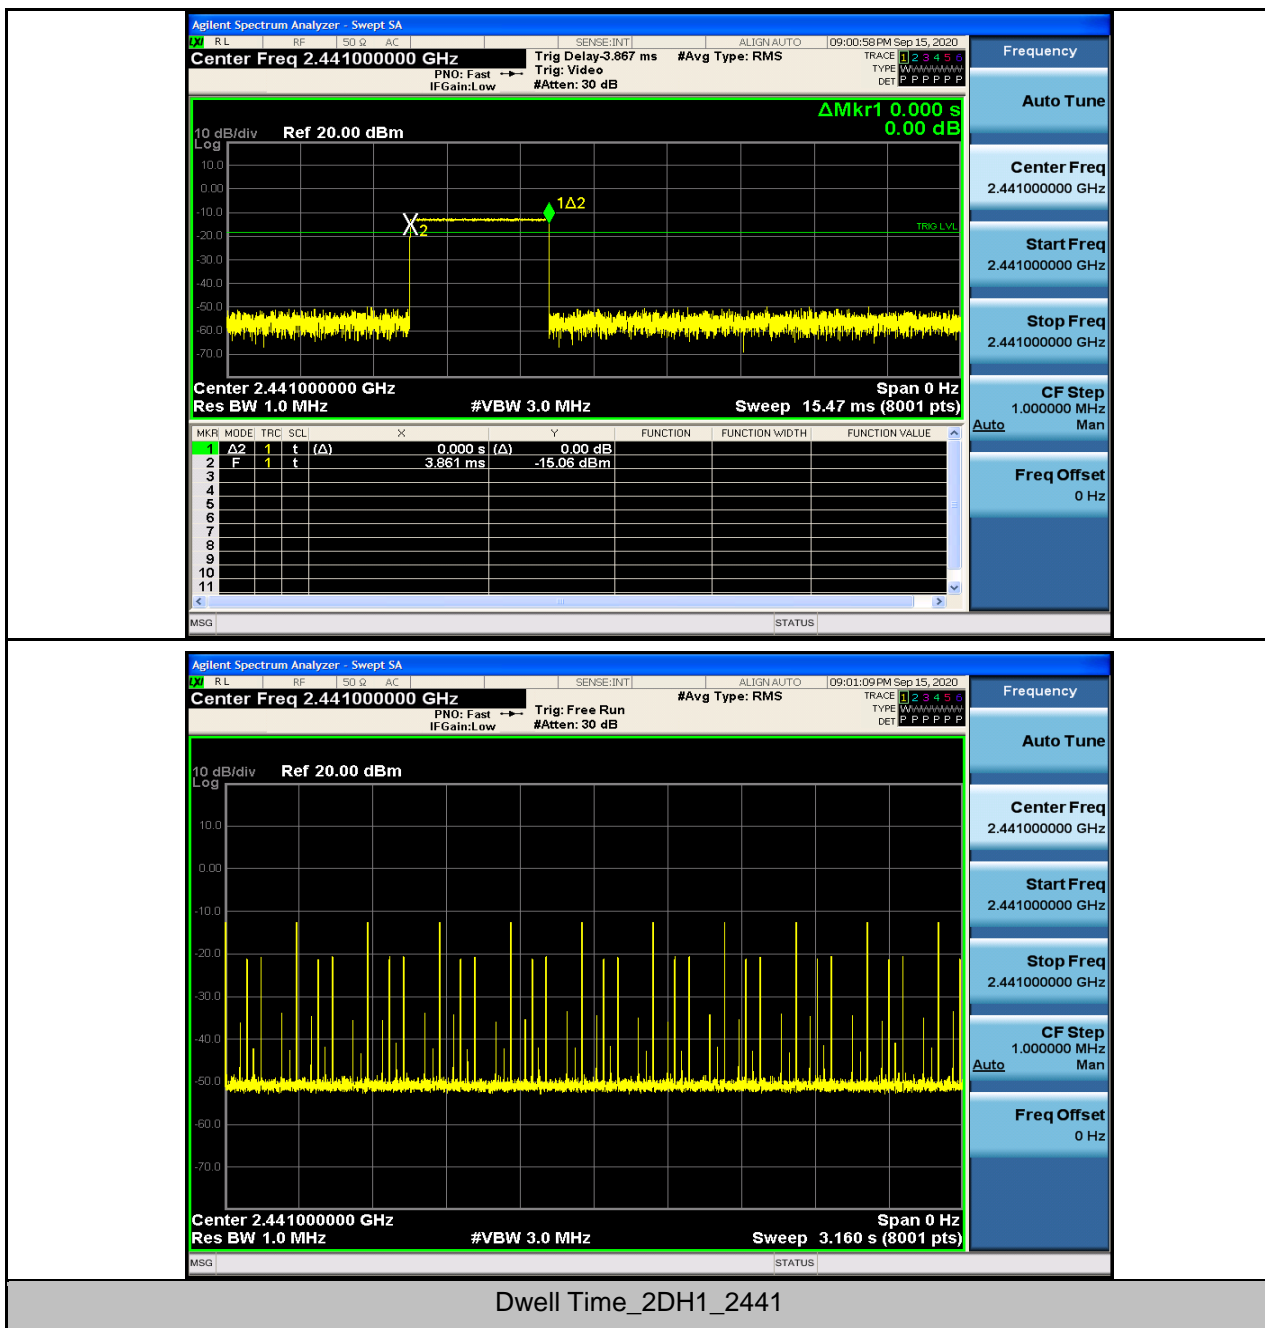 Agilent Spectrum Analyzer - Swept SA
LXI RL RF 50 Ω AC SENSE:INT ALIGN AUTO 09:00:58 PM Sep 15, 2020
Center Freq 2.441000000 GHz Trig Delay-3.867 ms #Avg Type: RMS TRACE 1 2 3 4 5 6
PNO: Fast Trig: Video TYPE WWWWWW
IFGain:Low #Atten: 30 dB DET P P P P P P
ΔMkr1 0.000 s
0.00 dB
10 dB/div Ref 20.00 dBm
Log
10.0
0.00
-10.0
-20.0
-30.0
-40.0
-50.0
-60.0
-70.0
1Δ2
X2
TRIG LVL
Center 2.441000000 GHz Span 0 Hz
Res BW 1.0 MHz #VBW 3.0 MHz Sweep 15.47 ms (8001 pts)
MKR MODE TRC SCL X Y FUNCTION FUNCTION WIDTH FUNCTION VALUE
1 Δ2 1 t (Δ) 0.000 s (Δ) 0.00 dB
2 F 1 t 3.861 ms -15.06 dBm
3
4
5
6
7
8
9
10
11
MSG STATUS
Frequency
Auto Tune
Center Freq
2.441000000 GHz
Start Freq
2.441000000 GHz
Stop Freq
2.441000000 GHz
CF Step
1.000000 MHz
Auto Man
Freq Offset
0 Hz
Agilent Spectrum Analyzer - Swept SA
LXI RL RF 50 Ω AC SENSE:INT ALIGN AUTO 09:01:09 PM Sep 15, 2020
Center Freq 2.441000000 GHz #Avg Type: RMS TRACE 1 2 3 4 5 6
PNO: Fast Trig: Free Run TYPE WWWWWW
IFGain:Low #Atten: 30 dB DET P P P P P P
10 dB/div Ref 20.00 dBm
Log
10.0
0.00
-10.0
-20.0
-30.0
-40.0
-50.0
-60.0
-70.0
Center 2.441000000 GHz Span 0 Hz
Res BW 1.0 MHz #VBW 3.0 MHz Sweep 3.160 s (8001 pts)
MSG STATUS
Frequency
Auto Tune
Center Freq
2.441000000 GHz
Start Freq
2.441000000 GHz
Stop Freq
2.441000000 GHz
CF Step
1.000000 MHz
Auto Man
Freq Offset
0 Hz
Dwell Time_2DH1_2441